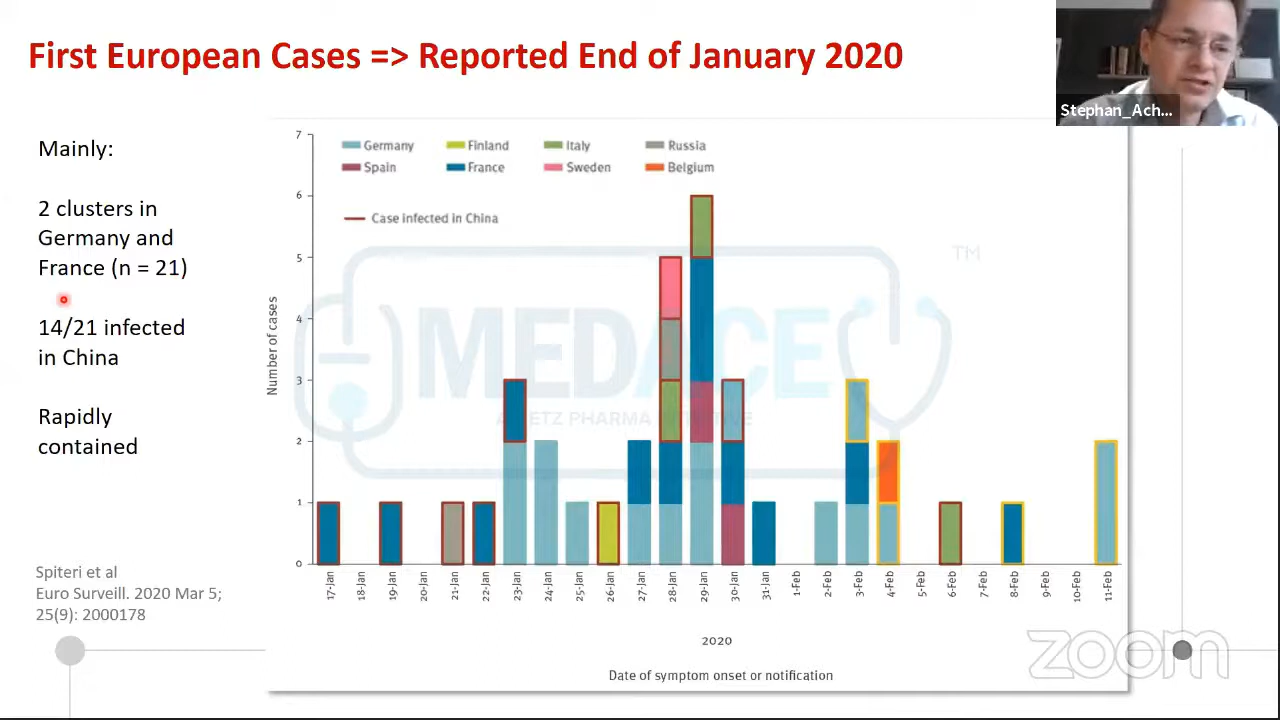 First European Cases => Reported End of January 2020
Stephan_Ach...
Mainly:
2 clusters in
Germany and
France (n = 21)
14/21 infected
in China
Rapidly
contained
Spiteri et al
Euro Surveill. 2020 Mar 5;
25(9): 2000178
Germany Finland Italy Russia
Spain France Sweden Belgium
Case infected in China
Number of cases
7
6
5
4
3
2
1
0
17-Jan 18-Jan 19-Jan 20-Jan 21-Jan 22-Jan 23-Jan 24-Jan 25-Jan 26-Jan 27-Jan 28-Jan 29-Jan 30-Jan 31-Jan 1-Feb 2-Feb 3-Feb 4-Feb 5-Feb 6-Feb 7-Feb 8-Feb 9-Feb 10-Feb 11-Feb
2020
Date of symptom onset or notification
MEDACE
TM
PHARMA
zoom